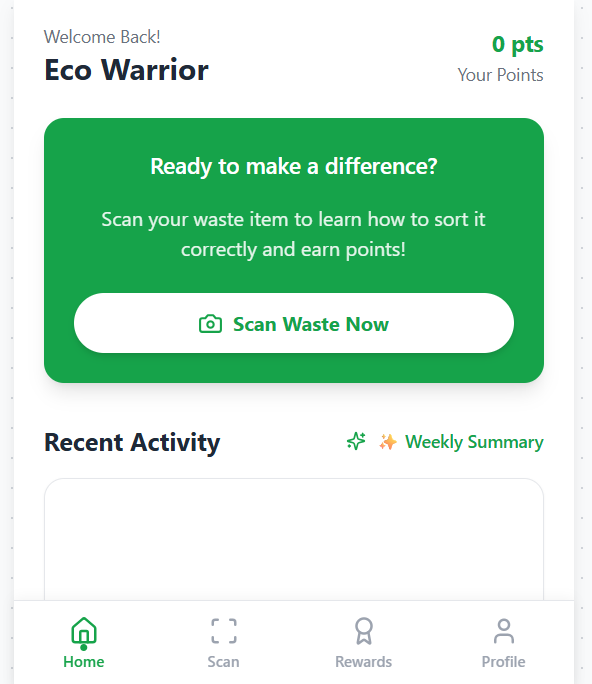 Welcome Back!
Eco Warrior
0 pts
Your Points
Ready to make a difference?
Scan your waste item to learn how to sort it
correctly and earn points!
Scan Waste Now
Recent Activity
✨ Weekly Summary
Home
Scan
Rewards
Profile